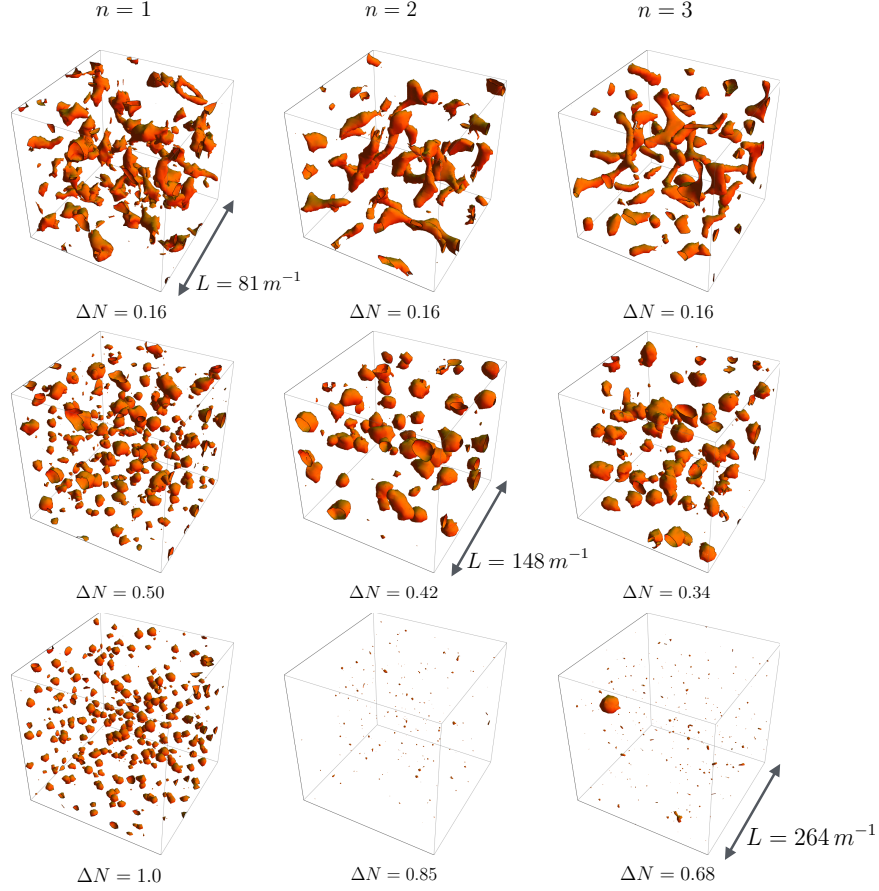 n = 1
n = 2
n = 3
L = 81 m⁻¹
ΔN = 0.16
ΔN = 0.16
ΔN = 0.16
L = 148 m⁻¹
ΔN = 0.50
ΔN = 0.42
ΔN = 0.34
L = 264 m⁻¹
ΔN = 1.0
ΔN = 0.85
ΔN = 0.68